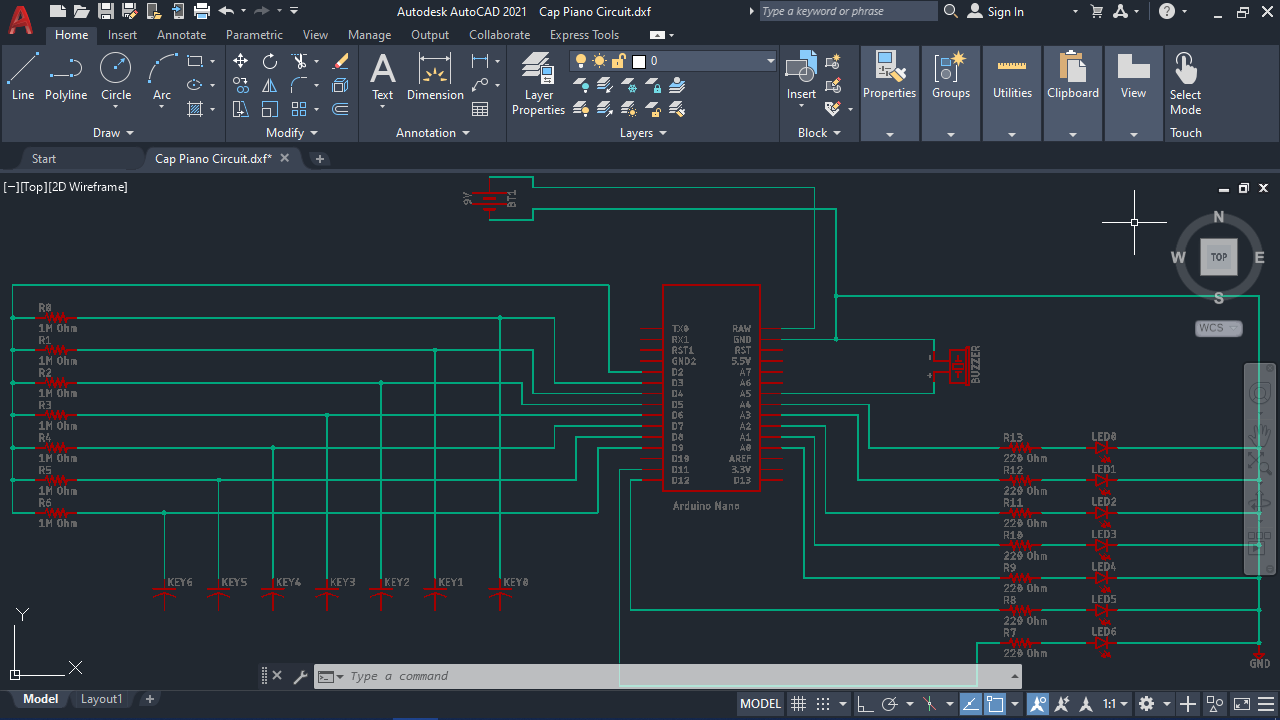 Autodesk AutoCAD 2021 Cap Piano Circuit.dxf
Type a keyword or phrase
Sign In
Home Insert Annotate Parametric View Manage Output Collaborate Express Tools
Line Polyline Circle Arc
Text Dimension
Layer Properties
0
Insert
Properties Groups Utilities Clipboard View
Select Mode
Draw Modify Annotation Layers Block Touch
Start
Cap Piano Circuit.dxf*
[−][Top][2D Wireframe]
9V
BT1
N
W TOP E
S
WCS
R0
1M Ohm
R1
1M Ohm
R2
1M Ohm
R3
1M Ohm
R4
1M Ohm
R5
1M Ohm
R6
1M Ohm
TX0 RAW
RX1 GND
RST1 RST
GND2 5.5V
D2 A7
D3 A6
D4 A5
D5 A4
D6 A3
D7 A2
D8 A1
D9 A0
D10 AREF
D11 3.3V
D12 D13
Arduino Nano
BUZZER
R13 LED0
220 Ohm
R12 LED1
220 Ohm
R11 LED2
220 Ohm
R10 LED3
220 Ohm
R9 LED4
220 Ohm
R8 LED5
220 Ohm
R7 LED6
220 Ohm
GND
KEY6 KEY5 KEY4 KEY3 KEY2 KEY1 KEY0
Y
X
Type a command
Model Layout1
MODEL
1:1